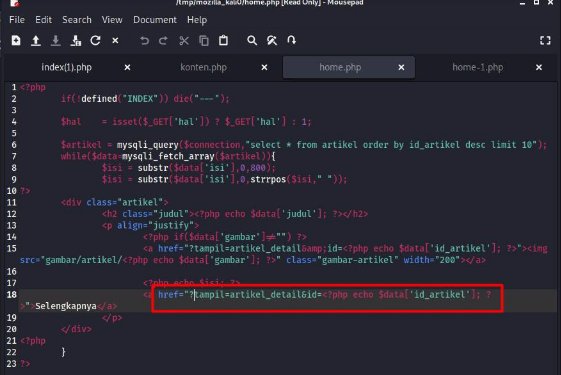 /tmp/mozilla_kali0/home.php [Read Only] - Mousepad
File Edit Search View Document Help
index(1).php × konten.php home.php × home-1.php ×
1 <?php
2 if(!defined("INDEX")) die("---");
3
4 $hal = isset($_GET['hal']) ? $_GET['hal'] : 1;
5
6 $artikel = mysqli_query($connection,"select * from artikel order by id_artikel desc limit 10");
7 while($data=mysqli_fetch_array($artikel)){
8 $isi = substr($data['isi'],0,800);
9 $isi = substr($data['isi'],0,strrpos($isi," "));
10 ?>
11 <div class="artikel">
12 <h2 class="judul"><?php echo $data['judul']; ?></h2>
13 <p align="justify">
14 <?php if($data['gambar']≠"") ?>
15 <a href="?tampil=artikel_detail&amp;id=<?php echo $data['id_artikel']; ?>"><img
src="gambar/artikel/<?php echo $data['gambar']; ?>" class="gambar-artikel" width="200"></a>
16
17 <?php echo $isi; ?>
18 <a href="?tampil=artikel_detail&id=<?php echo $data['id_artikel']; ?
>">Selengkapnya</a>
19 </p>
20 </div>
21 <?php
22 }
23 ?>